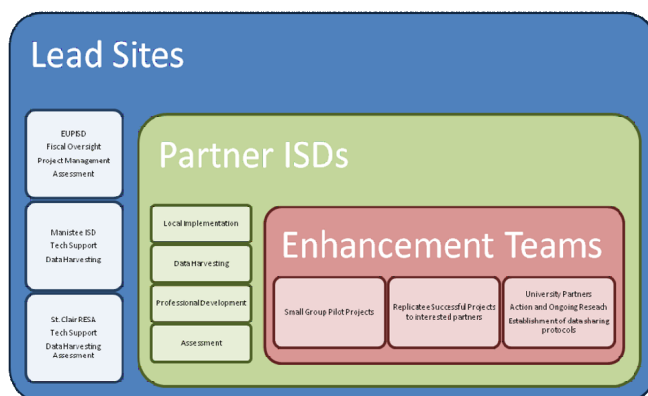 Lead Sites
EUPISD
Fiscal Oversight
Project Management
Assessment
Manistee ISD
Tech Support
Data Harvesting
St. Clair RESA
Tech Support
Data Harvesting
Assessment
Partner ISDs
Local Implementation
Data Harvesting
Professional Development
Assessment
Enhancement Teams
Small Group Pilot Projects
Replicatee Successful Projects
to interested partners
University Partners
Action and Ongoing Reseach
Establishment of data sharing
protocols